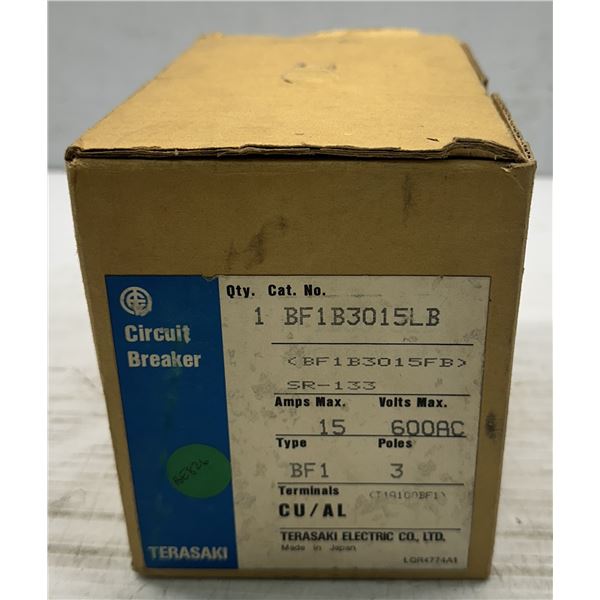 Qty. Cat. No.
1 BF1B3015LB
Circuit
Breaker
<BF1B3015FB>
SR-133
Amps Max. Volts Max.
15 600AC
Type Poles
BF1 3
Terminals
CU/AL
TERASAKI ELECTRIC CO., LTD.
TERASAKI
Made in Japan
LQR4774A1